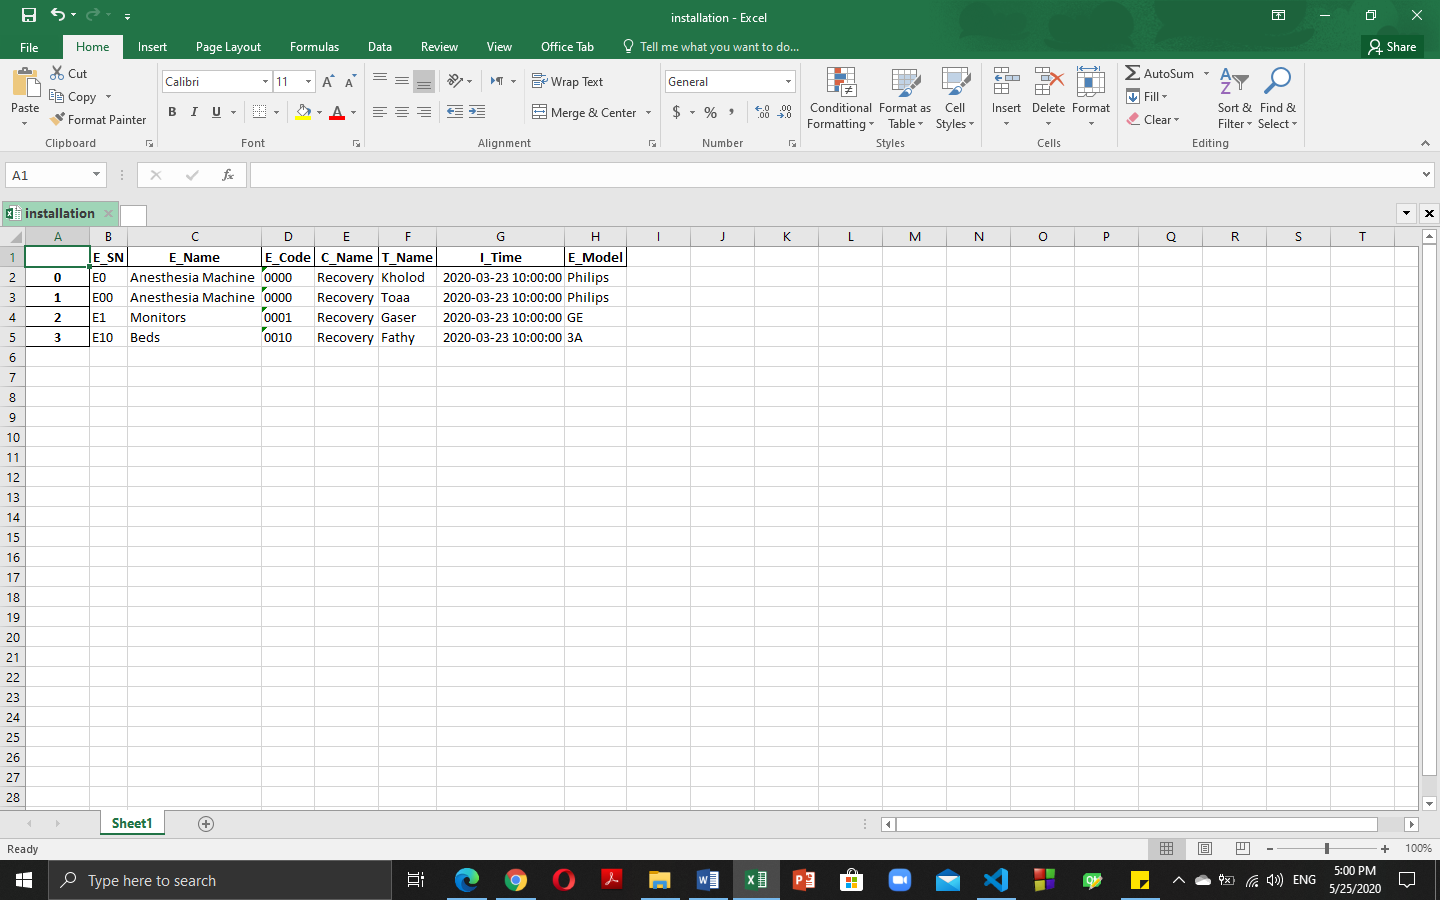 installation - Excel
File Home Insert Page Layout Formulas Data Review View Office Tab Tell me what you want to do... Share
Paste Cut Copy Format Painter
Clipboard
Calibri 11
B I U A
Font
Wrap Text
Merge & Center
Alignment
General
$ % ,
Number
Conditional Formatting
Format as Table
Cell Styles
Styles
Insert Delete Format
Cells
AutoSum
Fill
Clear
Sort & Filter
Find & Select
Editing
A1 fx
installation
A B C D E F G H I J K L M N O P Q R S T
1 E_SN E_Name E_Code C_Name T_Name I_Time E_Model
2 0 E0 Anesthesia Machine 0000 Recovery Kholod 2020-03-23 10:00:00 Philips
3 1 E00 Anesthesia Machine 0000 Recovery Toaa 2020-03-23 10:00:00 Philips
4 2 E1 Monitors 0001 Recovery Gaser 2020-03-23 10:00:00 GE
5 3 E10 Beds 0010 Recovery Fathy 2020-03-23 10:00:00 3A
6
7
8
9
10
11
12
13
14
15
16
17
18
19
20
21
22
23
24
25
26
27
28
Sheet1
Ready 100%
Type here to search ENG 5:00 PM
5/25/2020